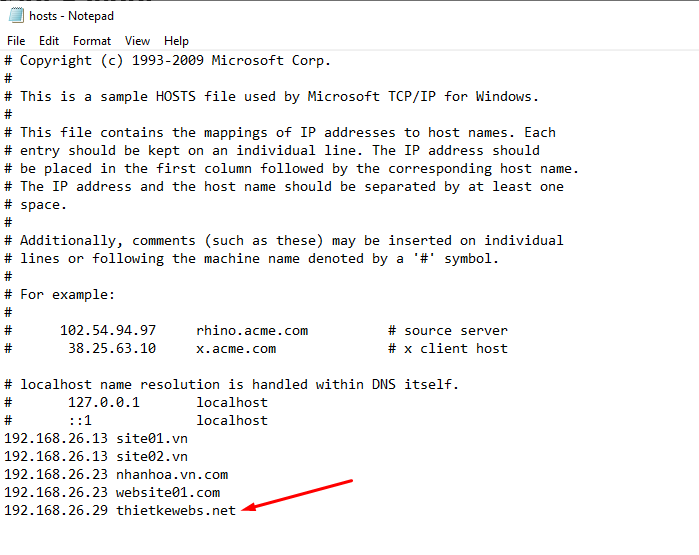 hosts - Notepad
File Edit Format View Help
# Copyright (c) 1993-2009 Microsoft Corp.
#
# This is a sample HOSTS file used by Microsoft TCP/IP for Windows.
#
# This file contains the mappings of IP addresses to host names. Each
# entry should be kept on an individual line. The IP address should
# be placed in the first column followed by the corresponding host name.
# The IP address and the host name should be separated by at least one
# space.
#
# Additionally, comments (such as these) may be inserted on individual
# lines or following the machine name denoted by a '#' symbol.
#
# For example:
#
#      102.54.94.97     rhino.acme.com          # source server
#       38.25.63.10     x.acme.com              # x client host

# localhost name resolution is handled within DNS itself.
#       127.0.0.1       localhost
#       ::1             localhost
192.168.26.13 site01.vn
192.168.26.13 site02.vn
192.168.26.23 nhanhoa.vn.com
192.168.26.23 website01.com
192.168.26.29 thietkewebs.net